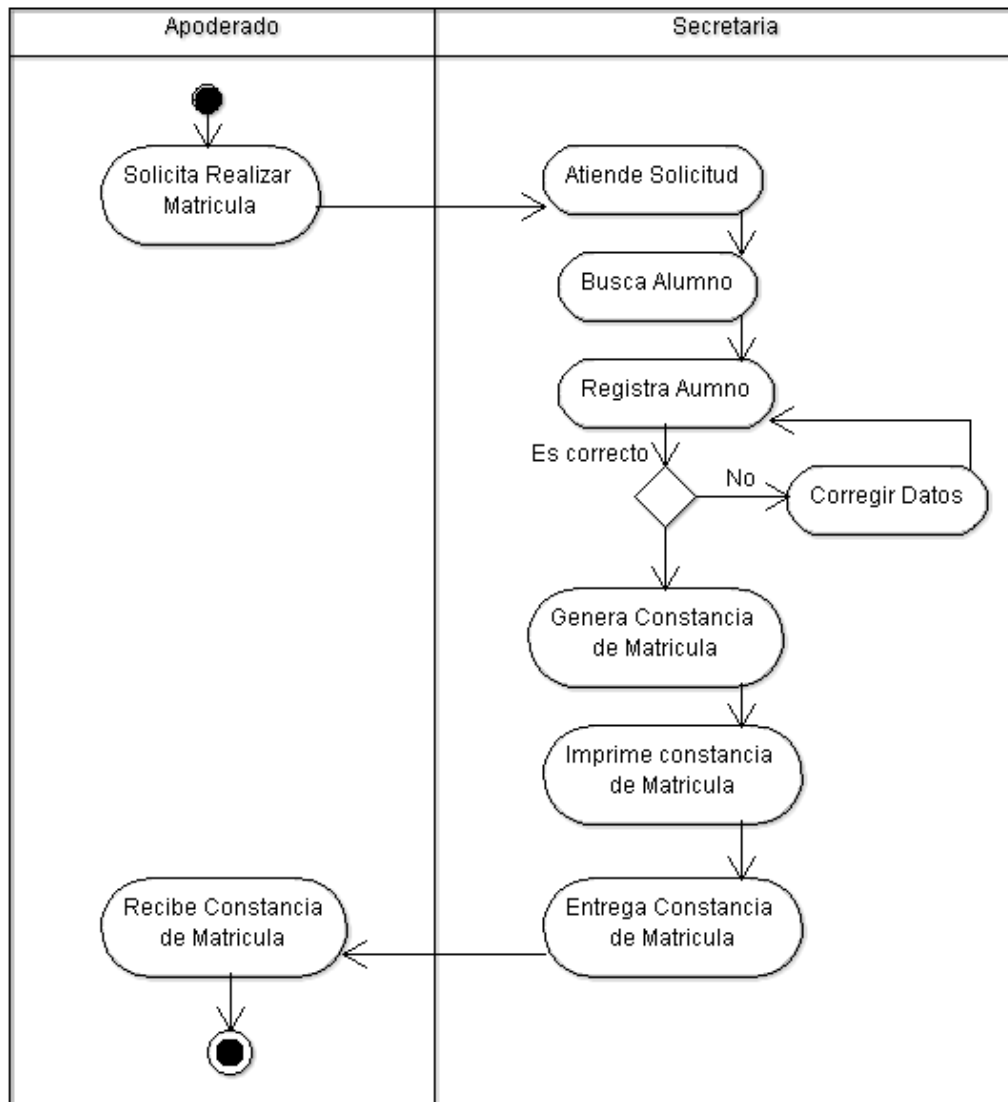 Apoderado
Secretaria
Solicita Realizar
Matricula
Atiende Solicitud
Busca Alumno
Registra Aumno
Es correcto
No
Corregir Datos
Genera Constancia
de Matricula
Imprime constancia
de Matricula
Entrega Constancia
de Matricula
Recibe Constancia
de Matricula